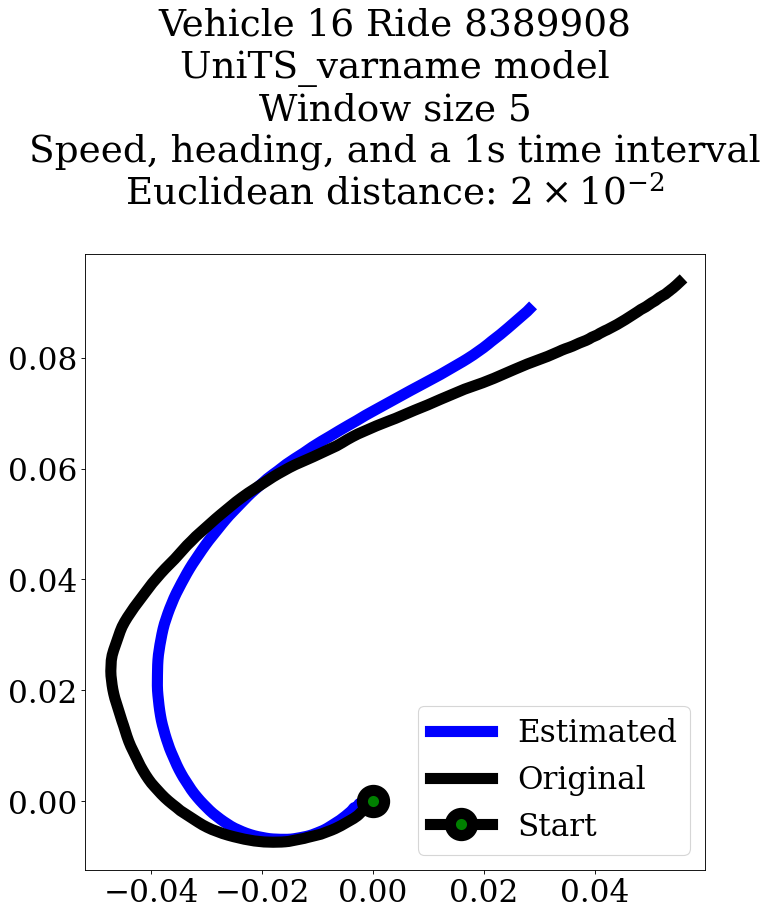 Vehicle 16 Ride 8389908
UniTS_varname model
Window size 5
Speed, heading, and a 1s time interval
Euclidean distance: 2 × 10⁻²
0.08
0.06
0.04
0.02
0.00
−0.04 −0.02 0.00 0.02 0.04
Estimated
Original
Start